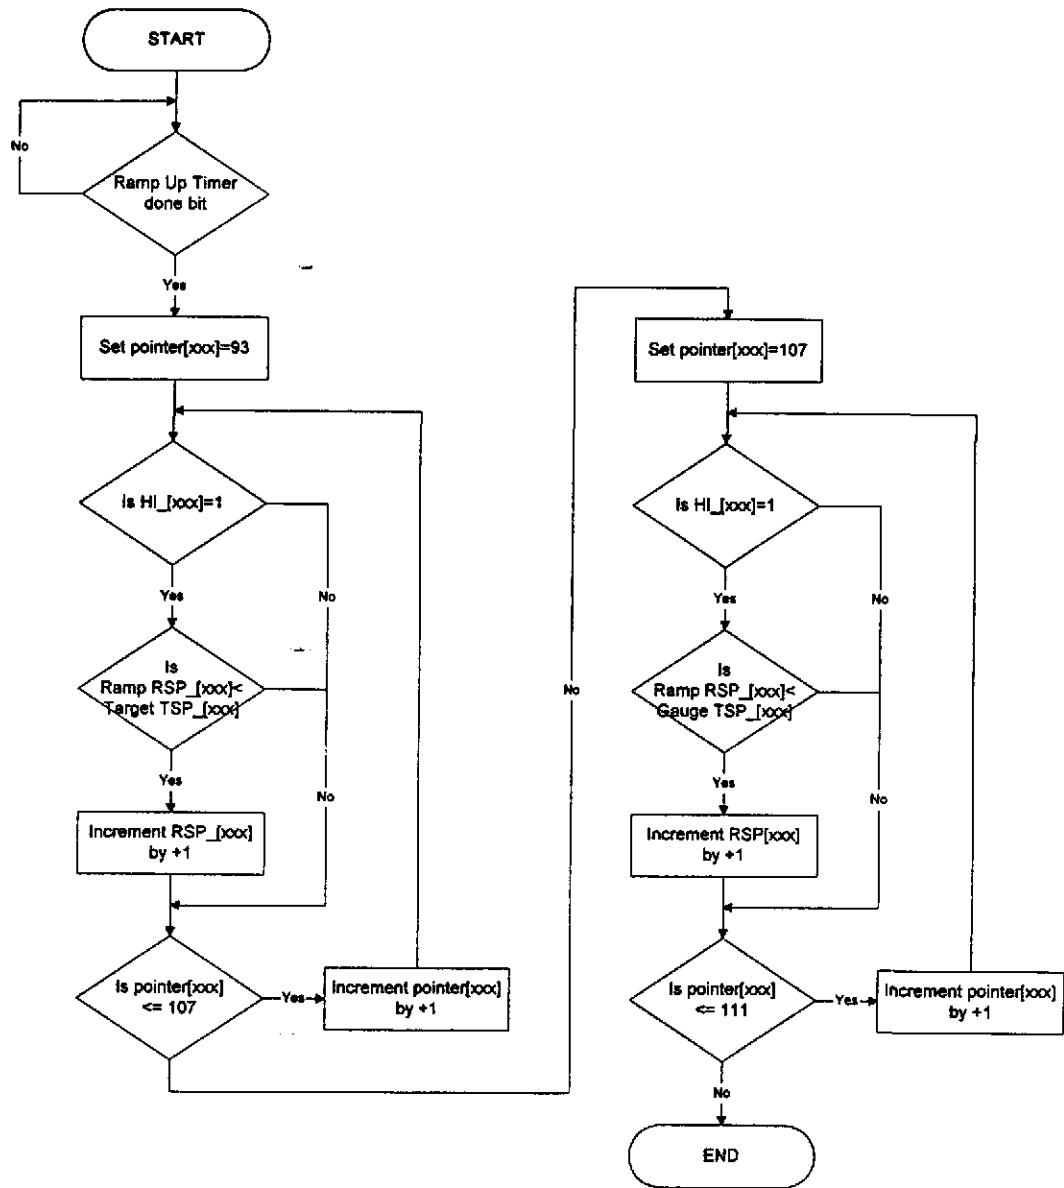 START
No
Ramp Up Timer
done bit
Yes
Set pointer[xxx]=93
Is HI_[xxx]=1
Yes
No
Is
Ramp RSP_[xxx]<
Target TSP_[xxx]
Yes
No
Increment RSP_[xxx]
by +1
Is pointer[xxx]
<= 107
Yes
Increment pointer[xxx]
by +1
No
Set pointer[xxx]=107
Is HI_[xxx]=1
Yes
No
Is
Ramp RSP_[xxx]<
Gauge TSP_[xxx]
Yes
No
Increment RSP[xxx]
by +1
Is pointer[xxx]
<= 111
Yes
Increment pointer[xxx]
by +1
No
END